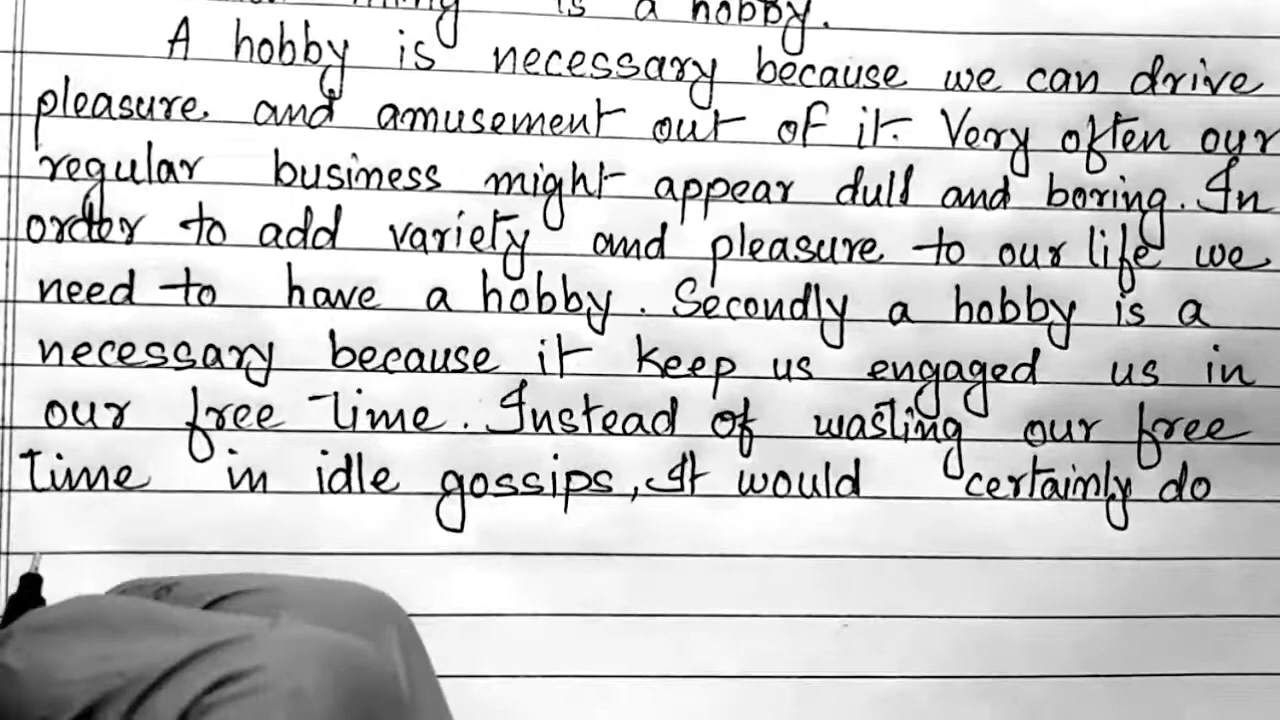 is a hobby.
A hobby is necessary because we can drive
pleasure and amusement out of it. Very often our
regular business might appear dull and boring. In
order to add variety and pleasure to our life we
need to have a hobby. Secondly a hobby is a
necessary because it keep us engaged us in
our free time. Instead of wasting our free
time in idle gossips, It would certainly do